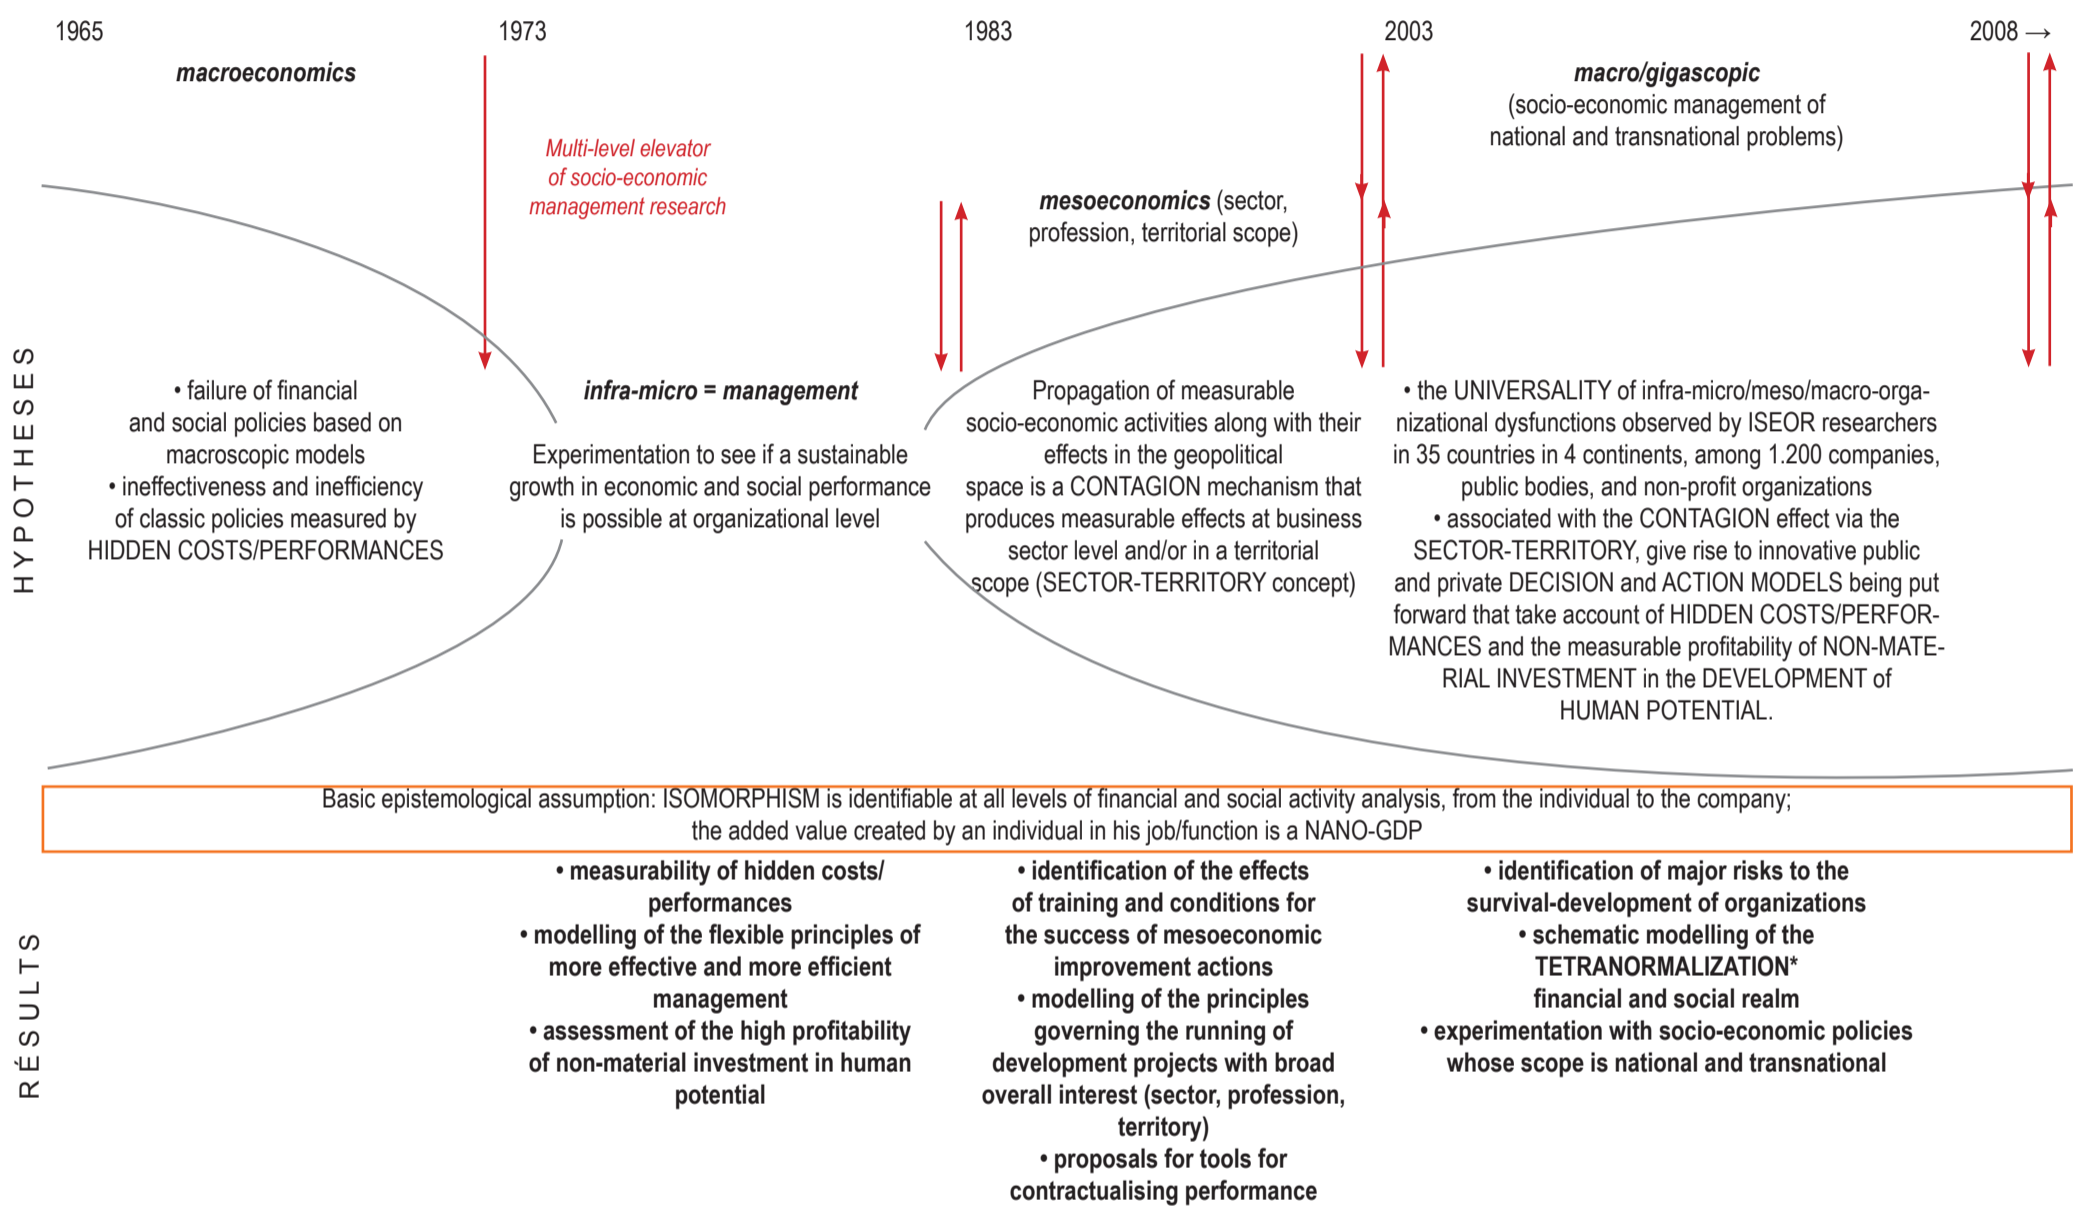 1965
1973
1983
2003
2008 →
macroeconomics
Multi-level elevator
of socio-economic
management research
mesoeconomics (sector,
profession, territorial scope)
macro/gigascopic
(socio-economic management of
national and transnational problems)
HYPOTHESES
• failure of financial
and social policies based on
macroscopic models
• ineffectiveness and inefficiency
of classic policies measured by
HIDDEN COSTS/PERFORMANCES
infra-micro = management
Experimentation to see if a sustainable
growth in economic and social performance
is possible at organizational level
Propagation of measurable
socio-economic activities along with their
effects in the geopolitical
space is a CONTAGION mechanism that
produces measurable effects at business
sector level and/or in a territorial
scope (SECTOR-TERRITORY concept)
• the UNIVERSALITY of infra-micro/meso/macro-orga-
nizational dysfunctions observed by ISEOR researchers
in 35 countries in 4 continents, among 1.200 companies,
public bodies, and non-profit organizations
• associated with the CONTAGION effect via the
SECTOR-TERRITORY, give rise to innovative public
and private DECISION and ACTION MODELS being put
forward that take account of HIDDEN COSTS/PERFOR-
MANCES and the measurable profitability of NON-MATE-
RIAL INVESTMENT in the DEVELOPMENT of
HUMAN POTENTIAL.
Basic epistemological assumption: ISOMORPHISM is identifiable at all levels of financial and social activity analysis, from the individual to the company;
the added value created by an individual in his job/function is a NANO-GDP
RÉSULTS
• measurability of hidden costs/
performances
• modelling of the flexible principles of
more effective and more efficient
management
• assessment of the high profitability
of non-material investment in human
potential
• identification of the effects
of training and conditions for
the success of mesoeconomic
improvement actions
• modelling of the principles
governing the running of
development projects with broad
overall interest (sector, profession,
territory)
• proposals for tools for
contractualising performance
• identification of major risks to the
survival-development of organizations
• schematic modelling of the
TETRANORMALIZATION*
financial and social realm
• experimentation with socio-economic policies
whose scope is national and transnational